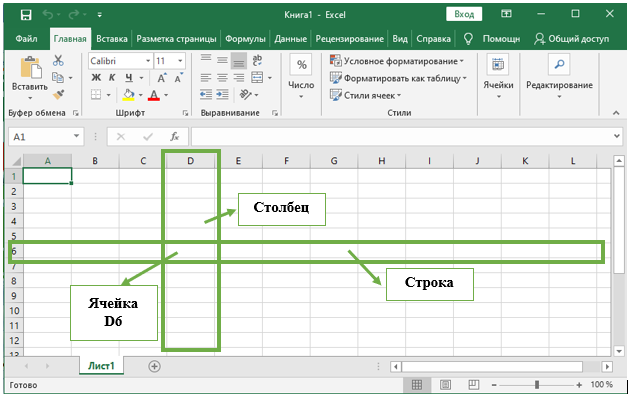 Книга1 - Excel
Вход
Файл Главная Вставка Разметка страницы Формулы Данные Рецензирование Вид Справка Помощн Общий доступ
Вставить
Calibri 11
Ж К Ч A A
Число
Условное форматирование
Форматировать как таблицу
Стили ячеек
Ячейки
Редактирование
Буфер обмена Шрифт Выравнивание Стили
A1 fx
A B C D E F G H I J K L
1
2
3
4
Столбец
5
6
7
8
Строка
9
Ячейка
D6
10
11
12
13
Лист1
Готово 100 %